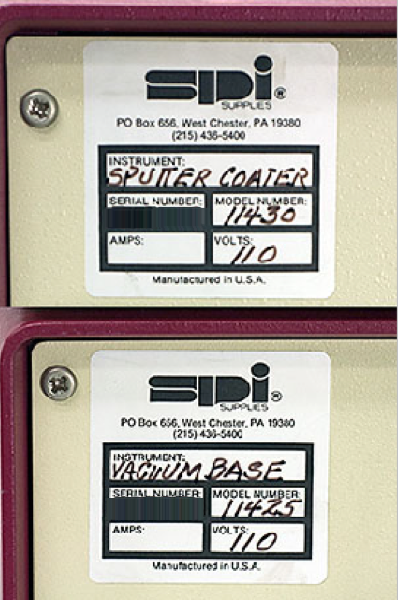 spi®
SUPPLIES
PO Box 656, West Chester, PA 19380
(215) 436-5400
INSTRUMENT:
SPUTTER COATER
SERIAL NUMBER: MODEL NUMBER:
11430
AMPS: VOLTS:
110
Manufactured in U.S.A.
spi®
SUPPLIES
PO Box 656, West Chester, PA 19380
(215) 436-5400
INSTRUMENT:
VACUUM BASE
SERIAL NUMBER: MODEL NUMBER:
11425
AMPS: VOLTS:
110
Manufactured in U.S.A.